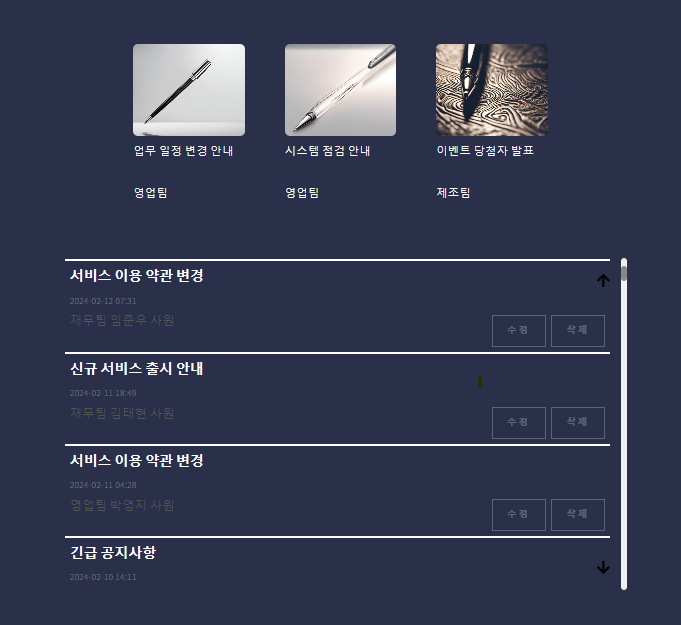 업무 일정 변경 안내
영업팀
시스템 점검 안내
영업팀
이벤트 당첨자 발표
제조팀
서비스 이용 약관 변경
2024-02-12 07:31
재무팀 임준우 사원
수정
삭제
신규 서비스 출시 안내
2024-02-11 18:49
재무팀 김태현 사원
수정
삭제
서비스 이용 약관 변경
2024-02-11 04:28
영업팀 박영지 사원
수정
삭제
긴급 공지사항
2024-02-10 14:11